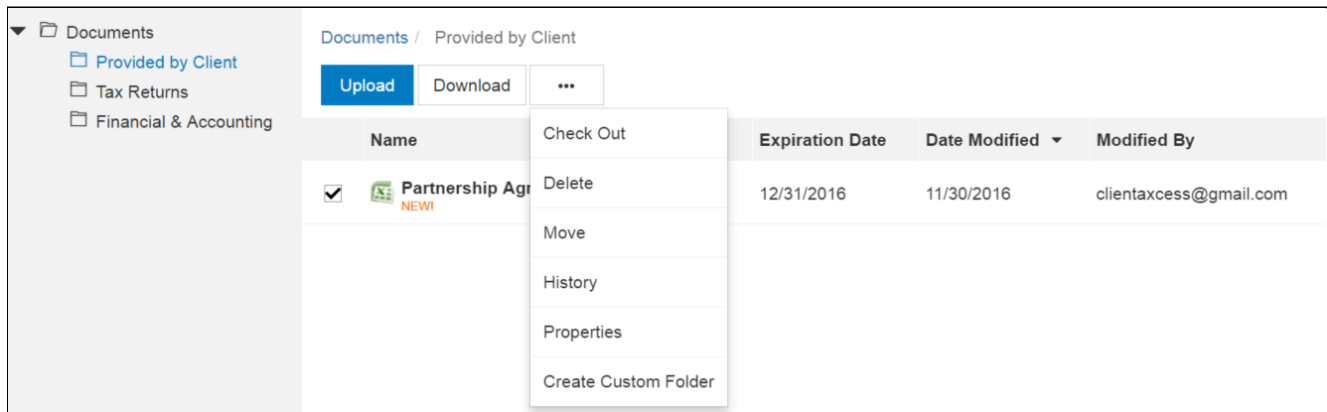 Documents
Provided by Client
Tax Returns
Financial & Accounting
Documents / Provided by Client
Upload Download •••
Name Expiration Date Date Modified Modified By
Partnership 12/31/2016 11/30/2016 clientaxcess@gmail.com
NEW!
Check Out
Delete
Move
History
Properties
Create Custom Folder